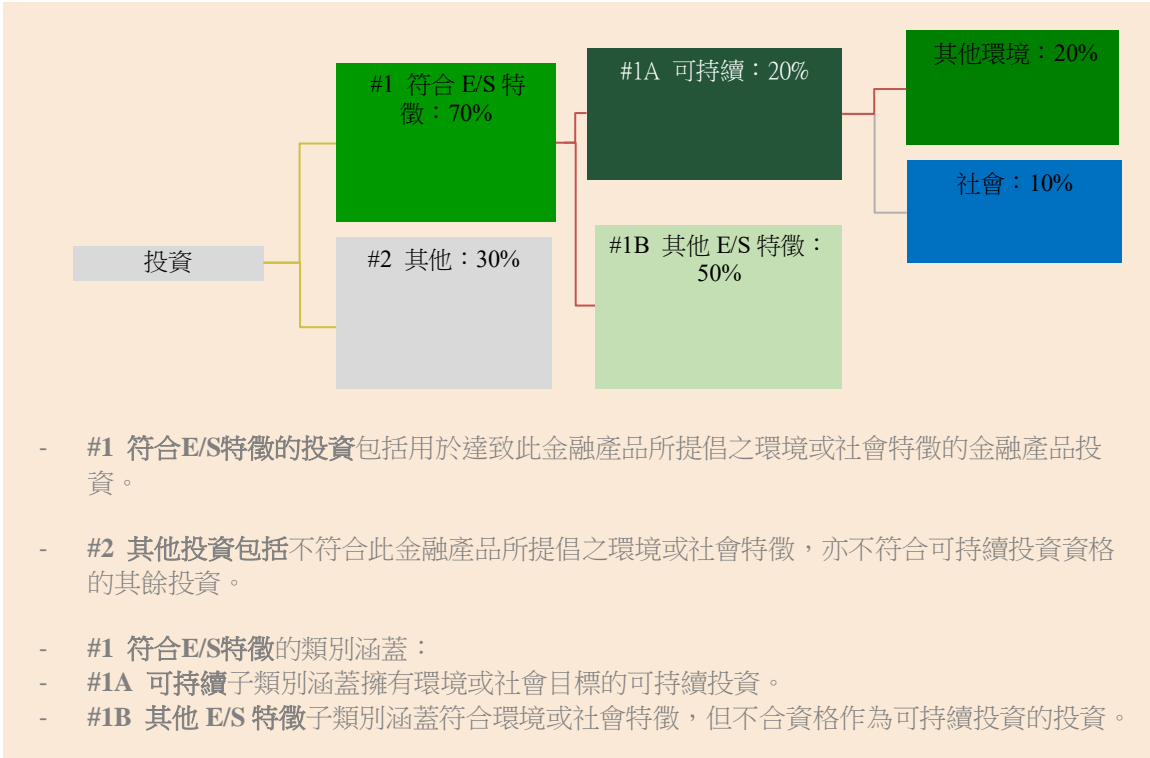 投資
#1 符合 E/S 特
徵：70%
#2 其他：30%
#1A 可持續：20%
#1B 其他 E/S 特徵：
50%
其他環境：20%
社會：10%
- #1 符合E/S特徵的投資包括用於達致此金融產品所提倡之環境或社會特徵的金融產品投
資。
- #2 其他投資包括不符合此金融產品所提倡之環境或社會特徵，亦不符合可持續投資資格
的其餘投資。
- #1 符合E/S特徵的類別涵蓋：
- #1A 可持續子類別涵蓋擁有環境或社會目標的可持續投資。
- #1B 其他 E/S 特徵子類別涵蓋符合環境或社會特徵，但不合資格作為可持續投資的投資。